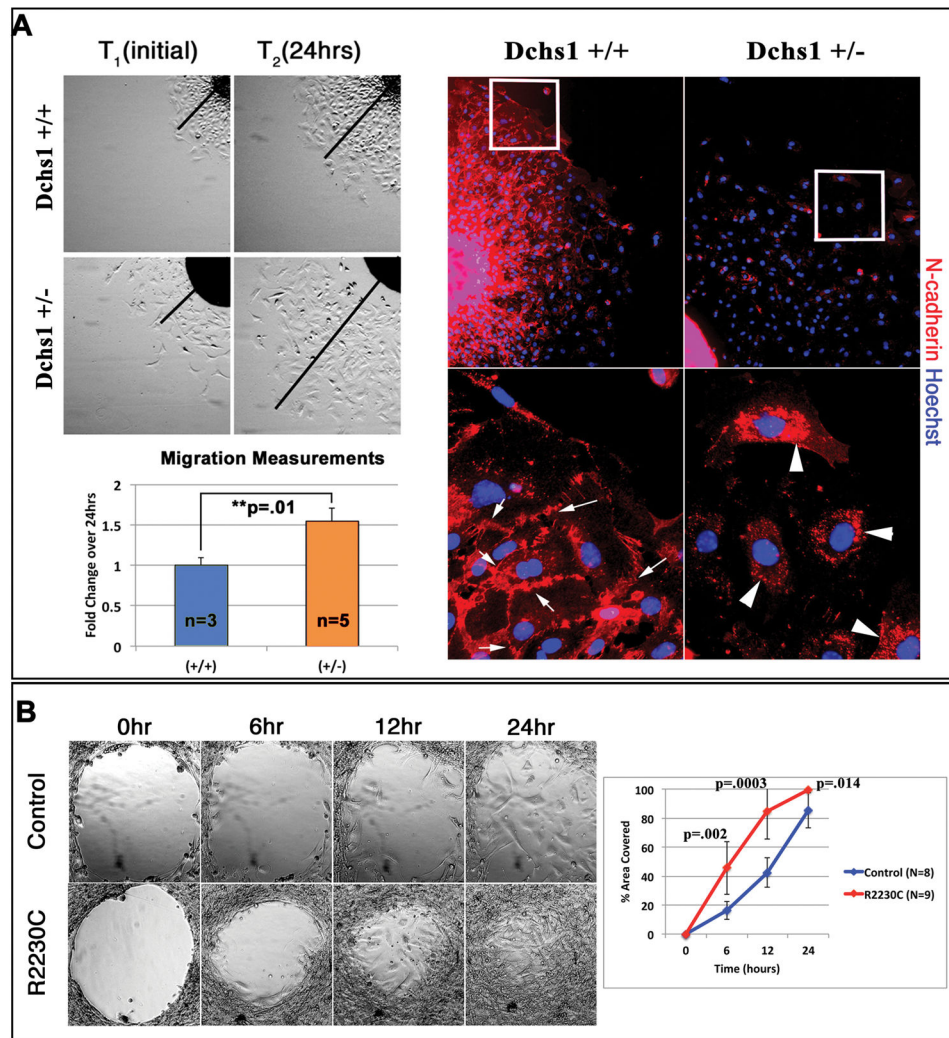 A
T1(initial)
T2(24hrs)
Dchs1 +/+
Dchs1 +/-
Dchs1 +/+
Dchs1 +/-
N-cadherin Hoechst
Migration Measurements
Fold Change over 24hrs
2
1.5
1
0.5
0
**p=.01
n=3
n=5
(+/+)
(+/-)
B
0hr
6hr
12hr
24hr
Control
R2230C
% Area Covered
100
80
60
40
20
0
p=.002
p=.0003
p=.014
0
6
12
24
Time (hours)
Control (N=8)
R2230C (N=9)